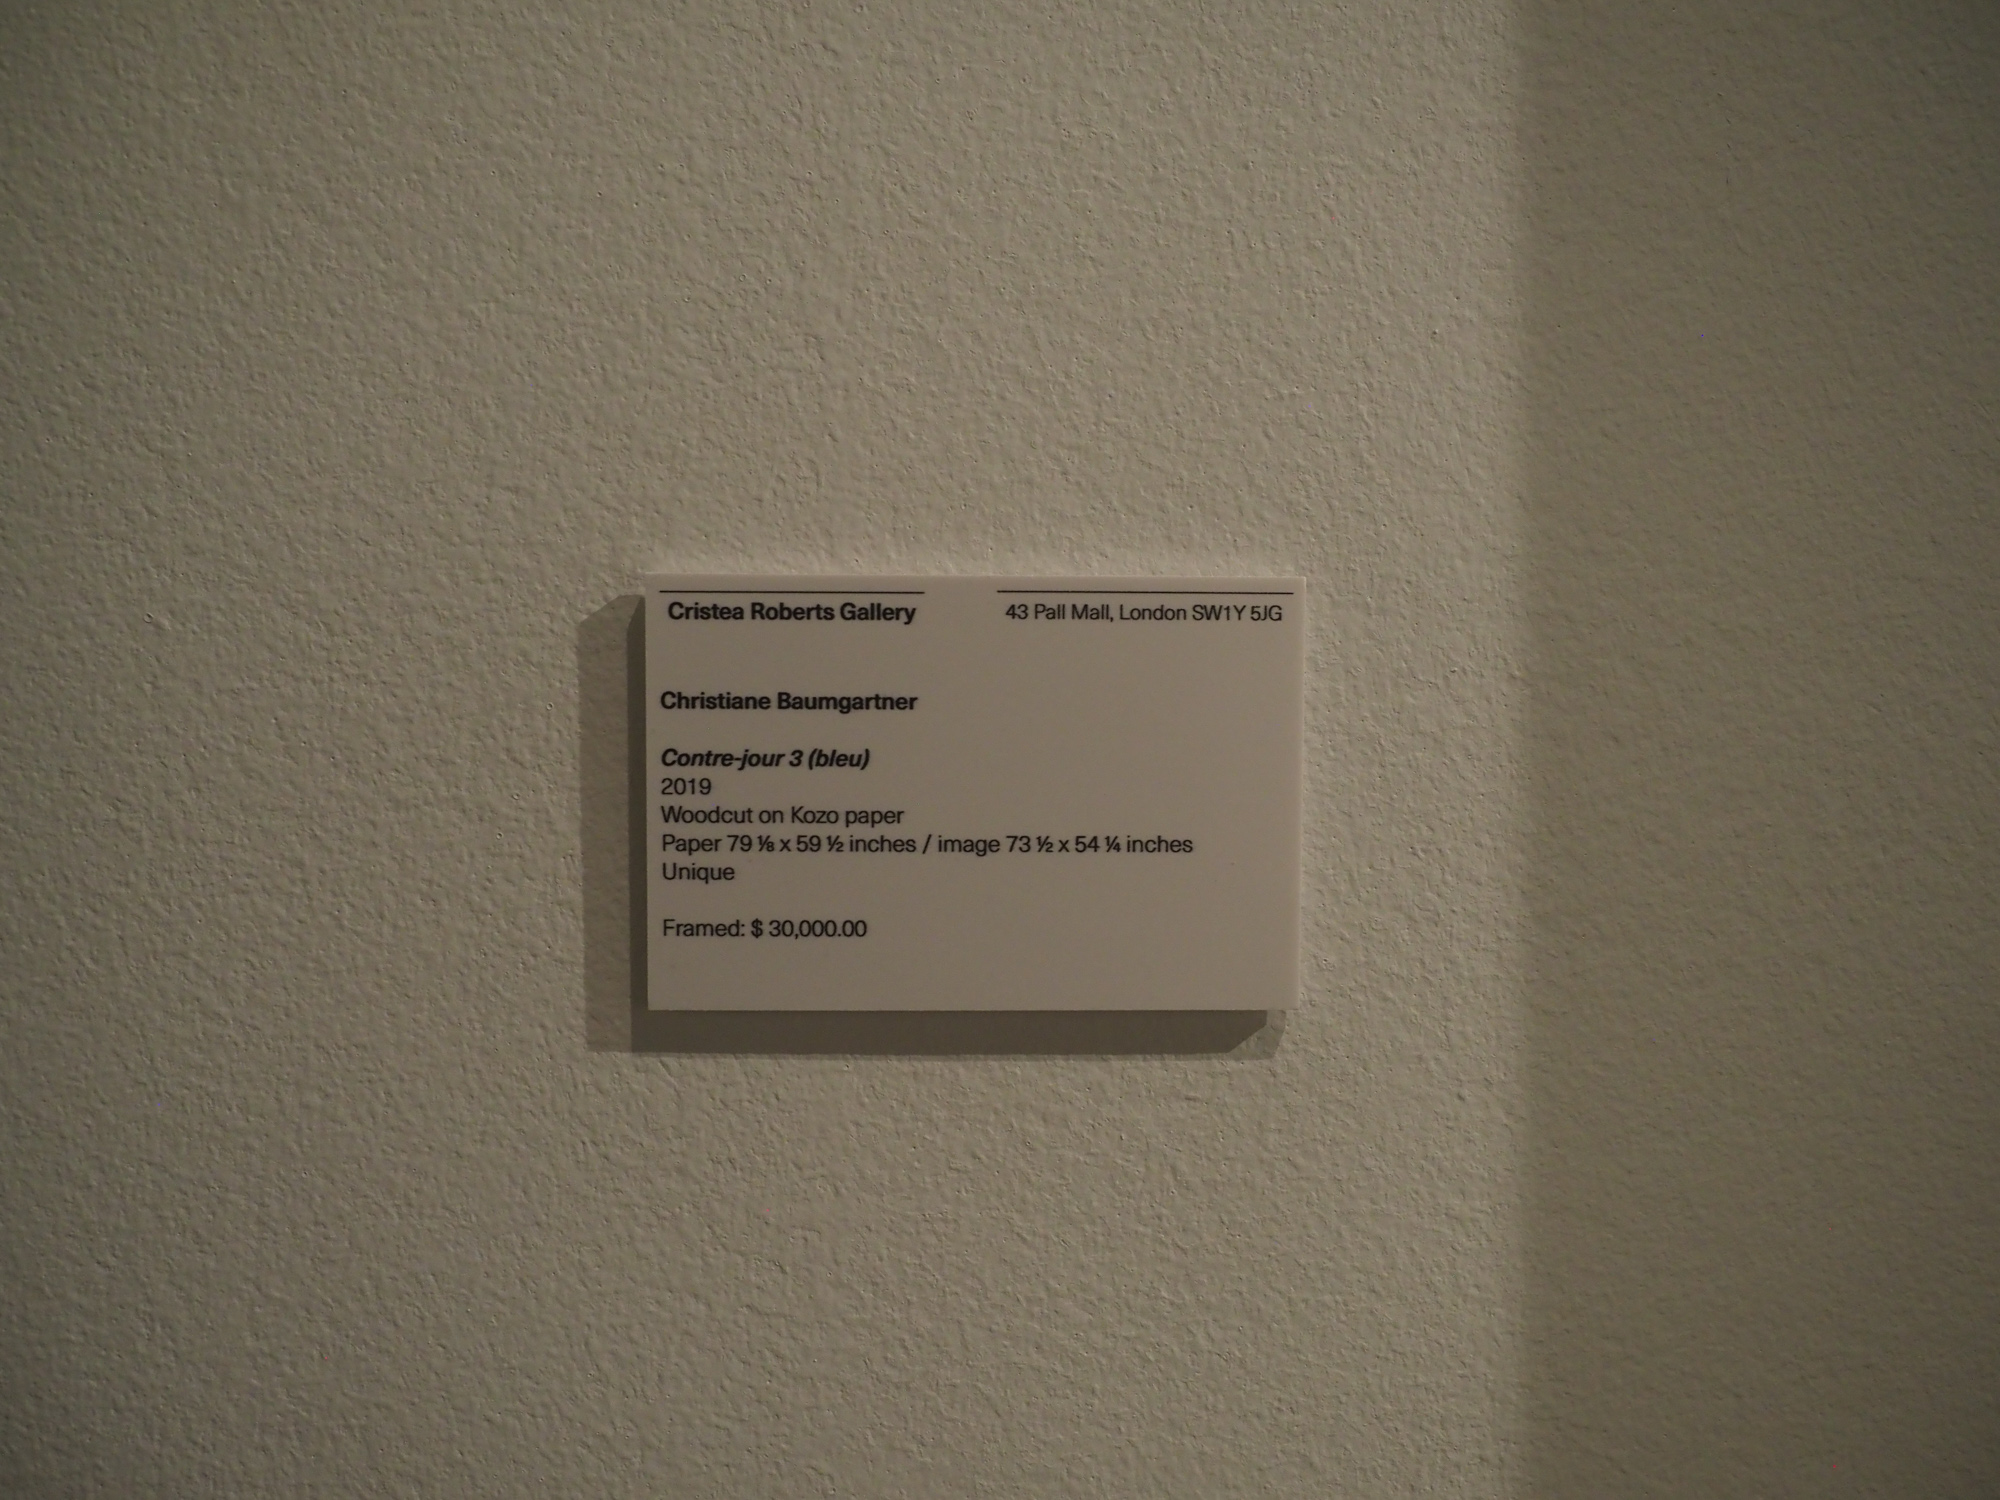 Cristea Roberts Gallery
43 Pall Mall, London SW1Y 5JG
Christiane Baumgartner
Contre-jour 3 (bleu)
2019
Woodcut on Kozo paper
Paper 79 ⅛ x 59 ½ inches / image 73 ½ x 54 ¼ inches
Unique
Framed: $ 30,000.00